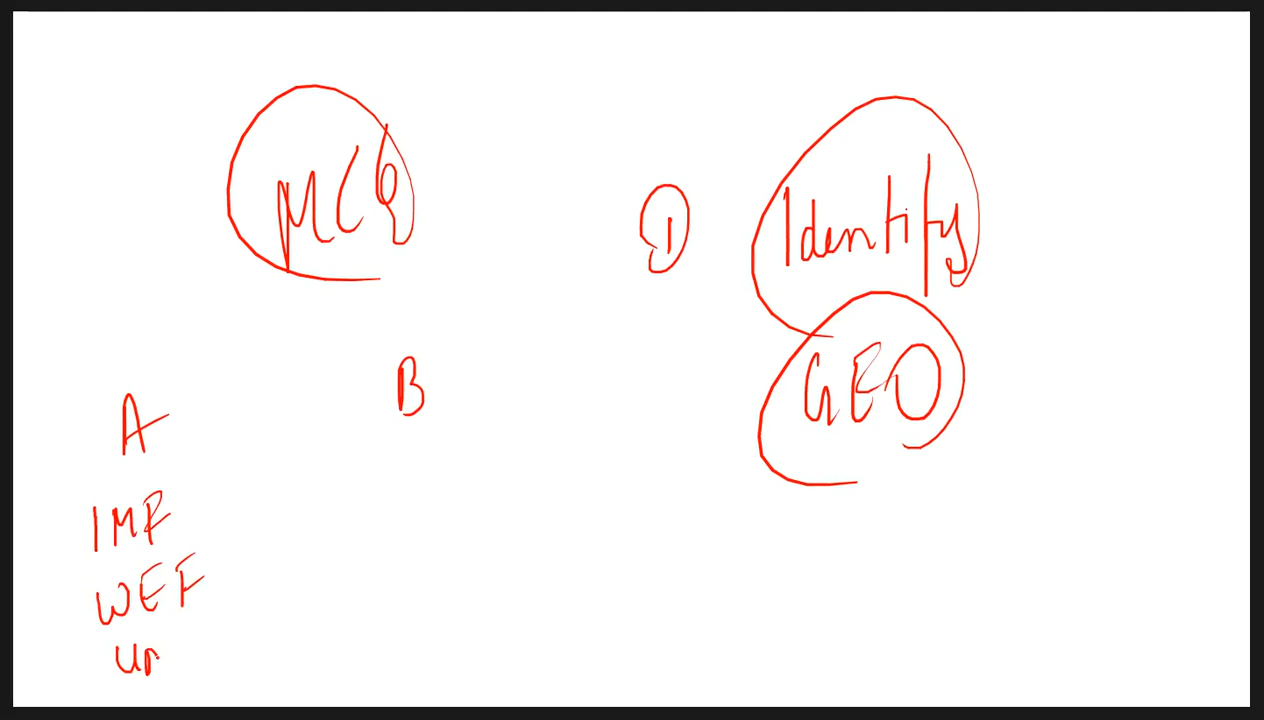 MCQ
① Identify
GEO
A B
IMF
WEF
Un